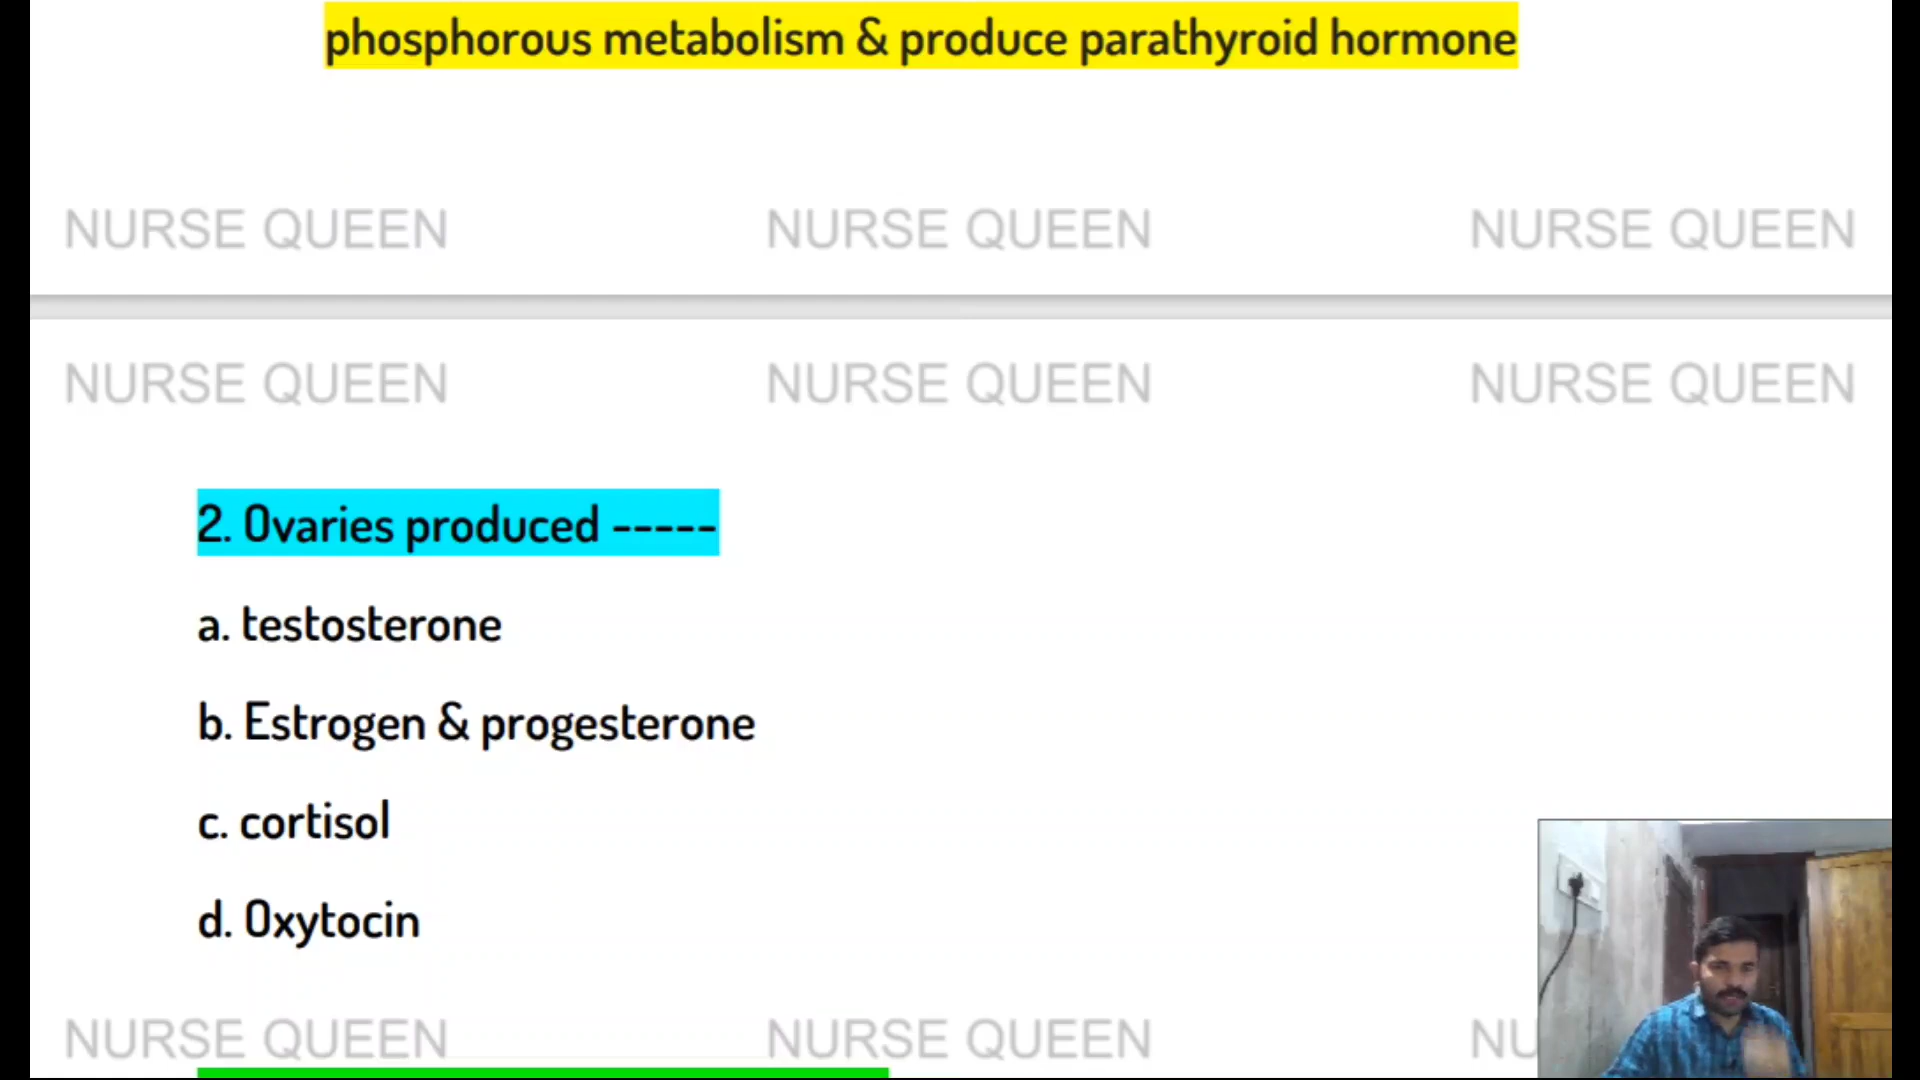 phosphorous metabolism & produce parathyroid hormone
NURSE QUEEN NURSE QUEEN NURSE QUEEN
NURSE QUEEN NURSE QUEEN NURSE QUEEN
2. Ovaries produced -----
a. testosterone
b. Estrogen & progesterone
c. cortisol
d. Oxytocin
NURSE QUEEN NURSE QUEEN NU